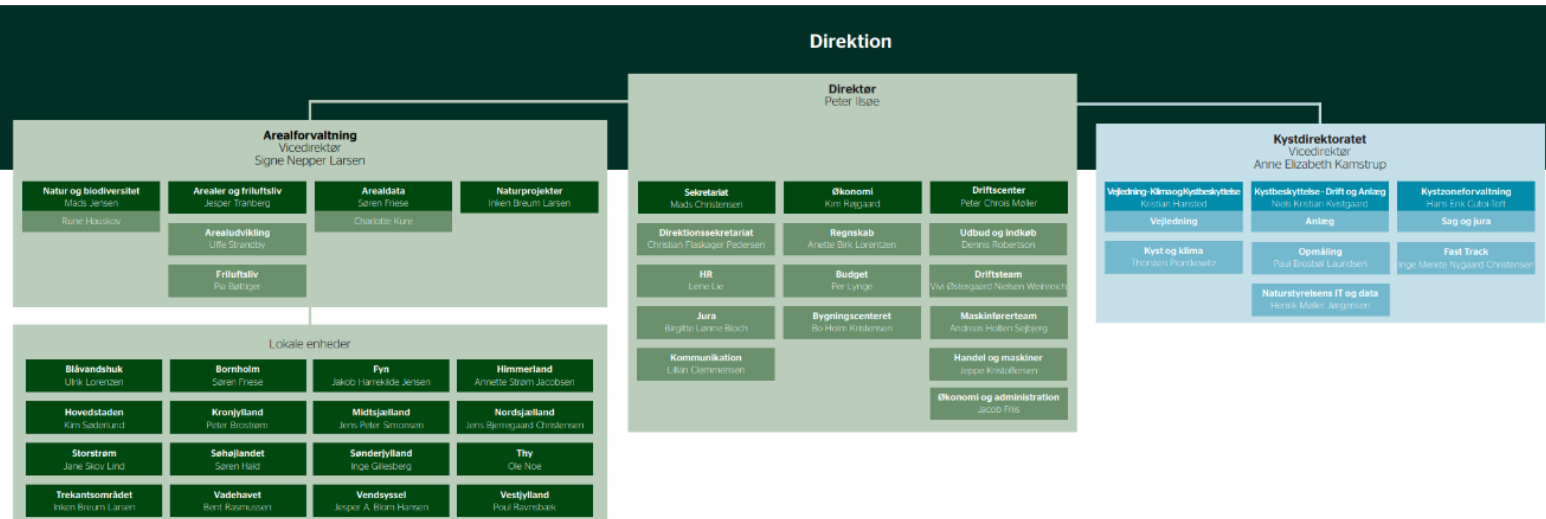 Direktion
Direktør
Peter Ilsøe
Arealforvaltning
Vicedirektør
Signe Nepper Larsen
Natur og biodiversitet
Mads Jensen
Rune Hauskov
Arealer og friluftsliv
Jesper Tranberg
Arealudvikling
Uffe Strandby
Friluftsliv
Pia Bøttiger
Arealdata
Søren Friese
Charlotte Kure
Naturprojekter
Inken Breum Larsen
Lokale enheder
Blåvandshuk
Ulrik Lorenzen
Bornholm
Søren Friese
Fyn
Jakob Harrekilde Jensen
Himmerland
Annette Strøm Jacobsen
Hovedstaden
Kim Søderlund
Kronjylland
Peter Brostrøm
Midtsjælland
Jens Peter Simonsen
Nordsjælland
Jens Bjerregaard Christensen
Storstrøm
Jane Skov Lind
Søhøjlandet
Søren Hald
Sønderjylland
Inge Gillesberg
Thy
Ole Noe
Trekantsområdet
Inken Breum Larsen
Vadehavet
Bent Rasmussen
Vendsyssel
Jesper A. Blom Hansen
Vestjylland
Poul Ravnsbæk
Sekretariat
Mads Christensen
Direktionssekretariat
Christian Flaskager Pedersen
HR
Lene Lie
Jura
Birgitte Lønne Bloch
Kommunikation
Lilian Clemmensen
Økonomi
Kim Røjgaard
Regnskab
Anette Birk Lorentzen
Budget
Per Lynge
Bygningscenteret
Bo Holm Kristensen
Driftscenter
Peter Chrois Møller
Udbud og indkøb
Dennis Robertson
Driftsteam
Vivi Østergaard Nielsen Weinreich
Maskinførerteam
Andreas Holten Sejbjerg
Handel og maskiner
Jeppe Kristoffersen
Økonomi og administration
Jacob Friis
Kystdirektoratet
Vicedirektør
Anne Elizabeth Kamstrup
Vejledning - Klima og Kystbeskyttelse
Kristian Hansted
Vejledning
Kyst og klima
Thorsten Piontkowitz
Kystbeskyttelse - Drift og Anlæg
Niels Kristian Kvistgaard
Anlæg
Opmåling
Paul Brosbøl Lauridsen
Naturstyrelsens IT og data
Henrik Møller Jørgensen
Kystzoneforvaltning
Hans Erik Cutoi-Toft
Sag og jura
Fast Track
Inge Merete Nygaard Christensen